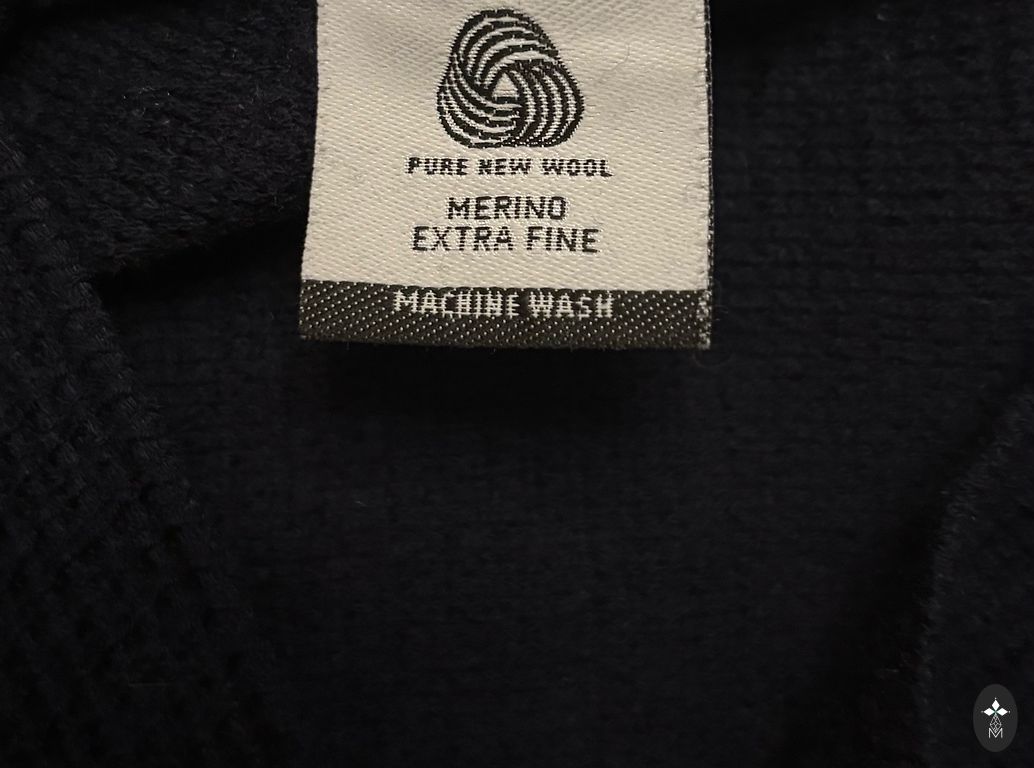 PURE NEW WOOL
MERINO
EXTRA FINE
MACHINE WASH
M